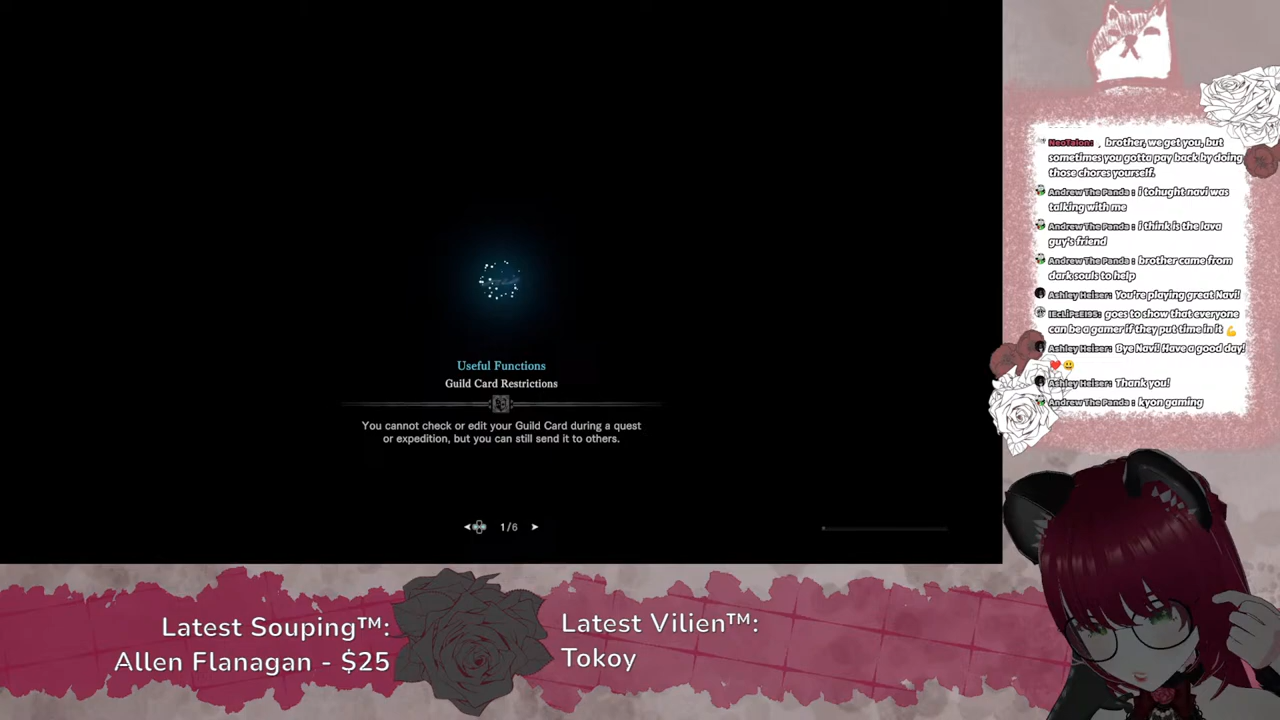 Useful Functions
Guild Card Restrictions
You cannot check or edit your Guild Card during a quest
or expedition, but you can still send it to others.
1/6
NeoTalon: , brother, we get you, but
sometimes you gotta pay back by doing
those chores yourself.
Andrew The Panda : i tohught navi was
talking with me
Andrew The Panda : i think is the lava
guy's friend
Andrew The Panda : brother came from
dark souls to help
Ashley Heiser: You're playing great Navi!
IEcLiPsEI95: goes to show that everyone
can be a gamer if they put time in it 💪
Ashley Heiser: Bye Navi! Have a good day!
❤️ 😃
Ashley Heiser: Thank you!
Andrew The Panda : kyon gaming
Latest Souping™:
Allen Flanagan - $25
Latest Vilien™:
Tokoy